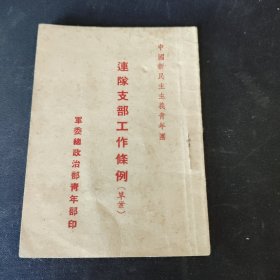 中國新民主主義青年團
連隊支部工作條例（草案）
軍委總政治部青年部印